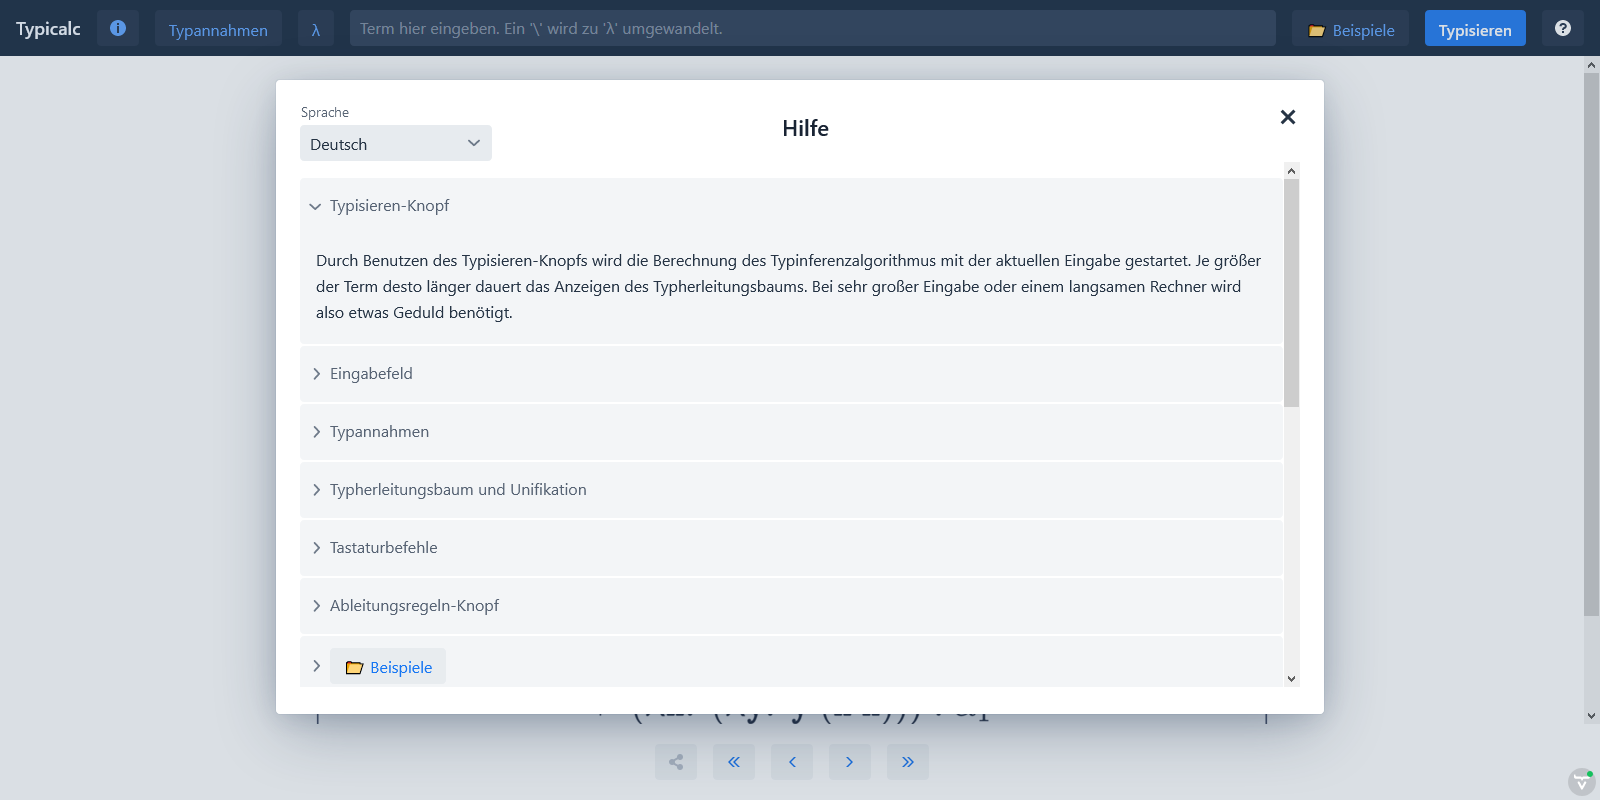 Typicalc
Typannahmen
λ
Term hier eingeben. Ein '\' wird zu 'λ' umgewandelt.
Beispiele
Typisieren
Sprache
Deutsch
Hilfe
Typisieren-Knopf
Durch Benutzen des Typisieren-Knopfs wird die Berechnung des Typinferenzalgorithmus mit der aktuellen Eingabe gestartet. Je größer
der Term desto länger dauert das Anzeigen des Typherleitungsbaums. Bei sehr großer Eingabe oder einem langsamen Rechner wird
also etwas Geduld benötigt.
Eingabefeld
Typannahmen
Typherleitungsbaum und Unifikation
Tastaturbefehle
Ableitungsregeln-Knopf
Beispiele